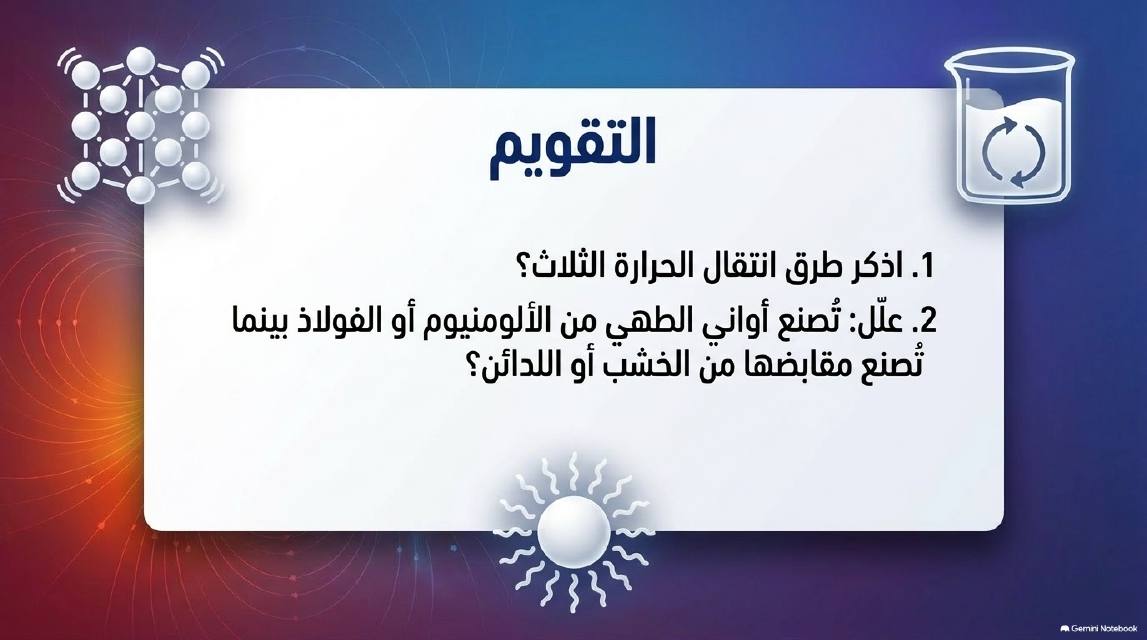 التقويم
1. اذكر طرق انتقال الحرارة الثلاث؟
2. علّل: تُصنع أواني الطهي من الألومنيوم أو الفولاذ بينما
تُصنع مقابضها من الخشب أو اللدائن؟
Gemini Notebook